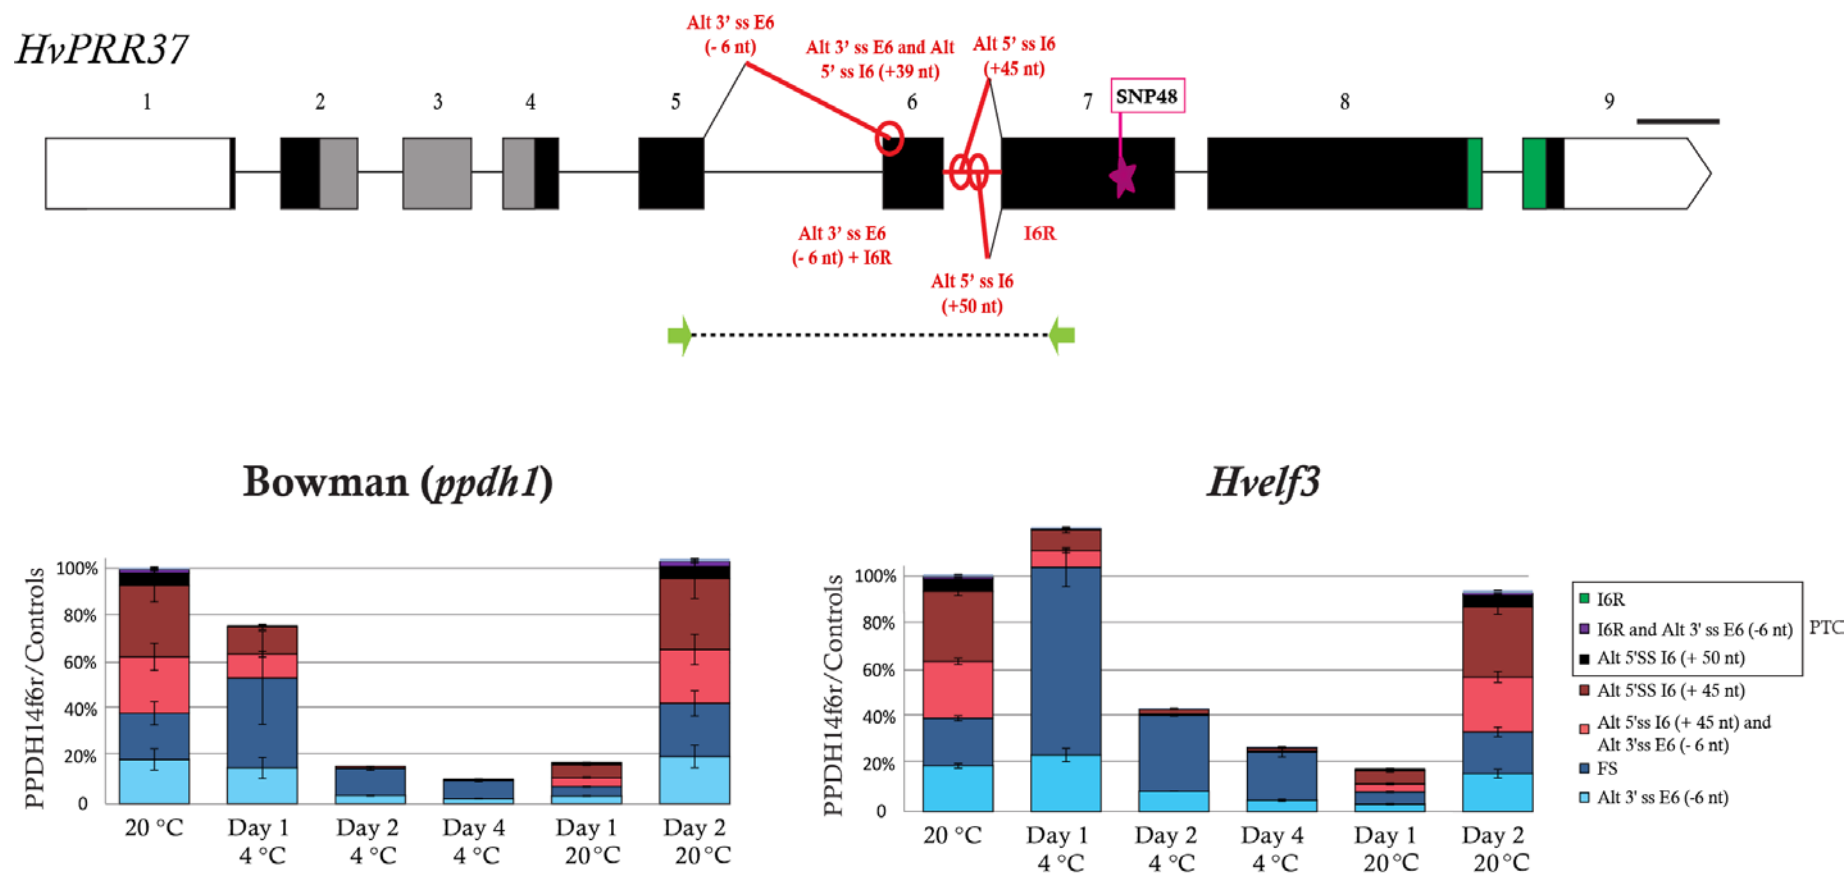 HvPRR37
Alt 3’ ss E6
(- 6 nt)
Alt 3’ ss E6 and Alt
5’ ss I6 (+39 nt)
Alt 5’ ss I6
(+45 nt)
1
2
3
4
5
6
7
SNP48
8
9
Alt 3’ ss E6
(- 6 nt) + I6R
I6R
Alt 5’ ss I6
(+50 nt)
Bowman (ppdh1)
PPDH14f6r/Controls
100%
80%
60%
40%
20%
0
20 °C
Day 1
4 °C
Day 2
4 °C
Day 4
4 °C
Day 1
20°C
Day 2
20°C
Hvelf3
PPDH14f6r/Controls
100%
80%
60%
40%
20%
0
20 °C
Day 1
4 °C
Day 2
4 °C
Day 4
4 °C
Day 1
20°C
Day 2
20°C
I6R
I6R and Alt 3' ss E6 (-6 nt)
PTC
Alt 5'SS I6 (+ 50 nt)
Alt 5'SS I6 (+ 45 nt)
Alt 5'ss I6 (+ 45 nt) and
Alt 3'ss E6 (- 6 nt)
FS
Alt 3' ss E6 (-6 nt)